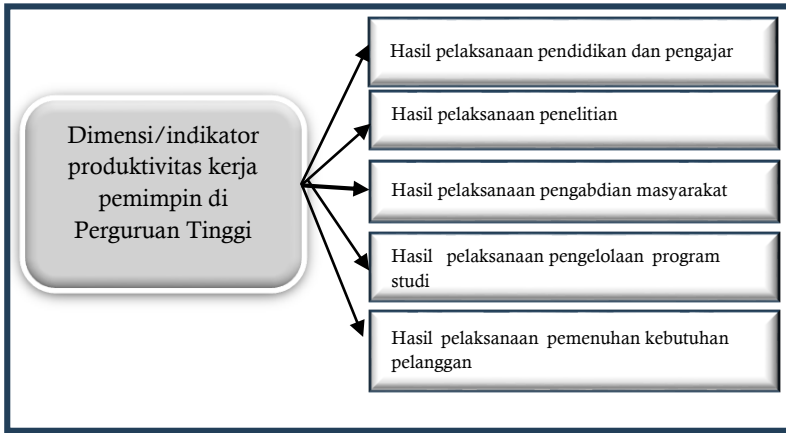 Dimensi/indikator
produktivitas kerja
pemimpin di
Perguruan Tinggi
Hasil pelaksanaan pendidikan dan pengajar
Hasil pelaksanaan penelitian
Hasil pelaksanaan pengabdian masyarakat
Hasil pelaksanaan pengelolaan program
studi
Hasil pelaksanaan pemenuhan kebutuhan
pelanggan